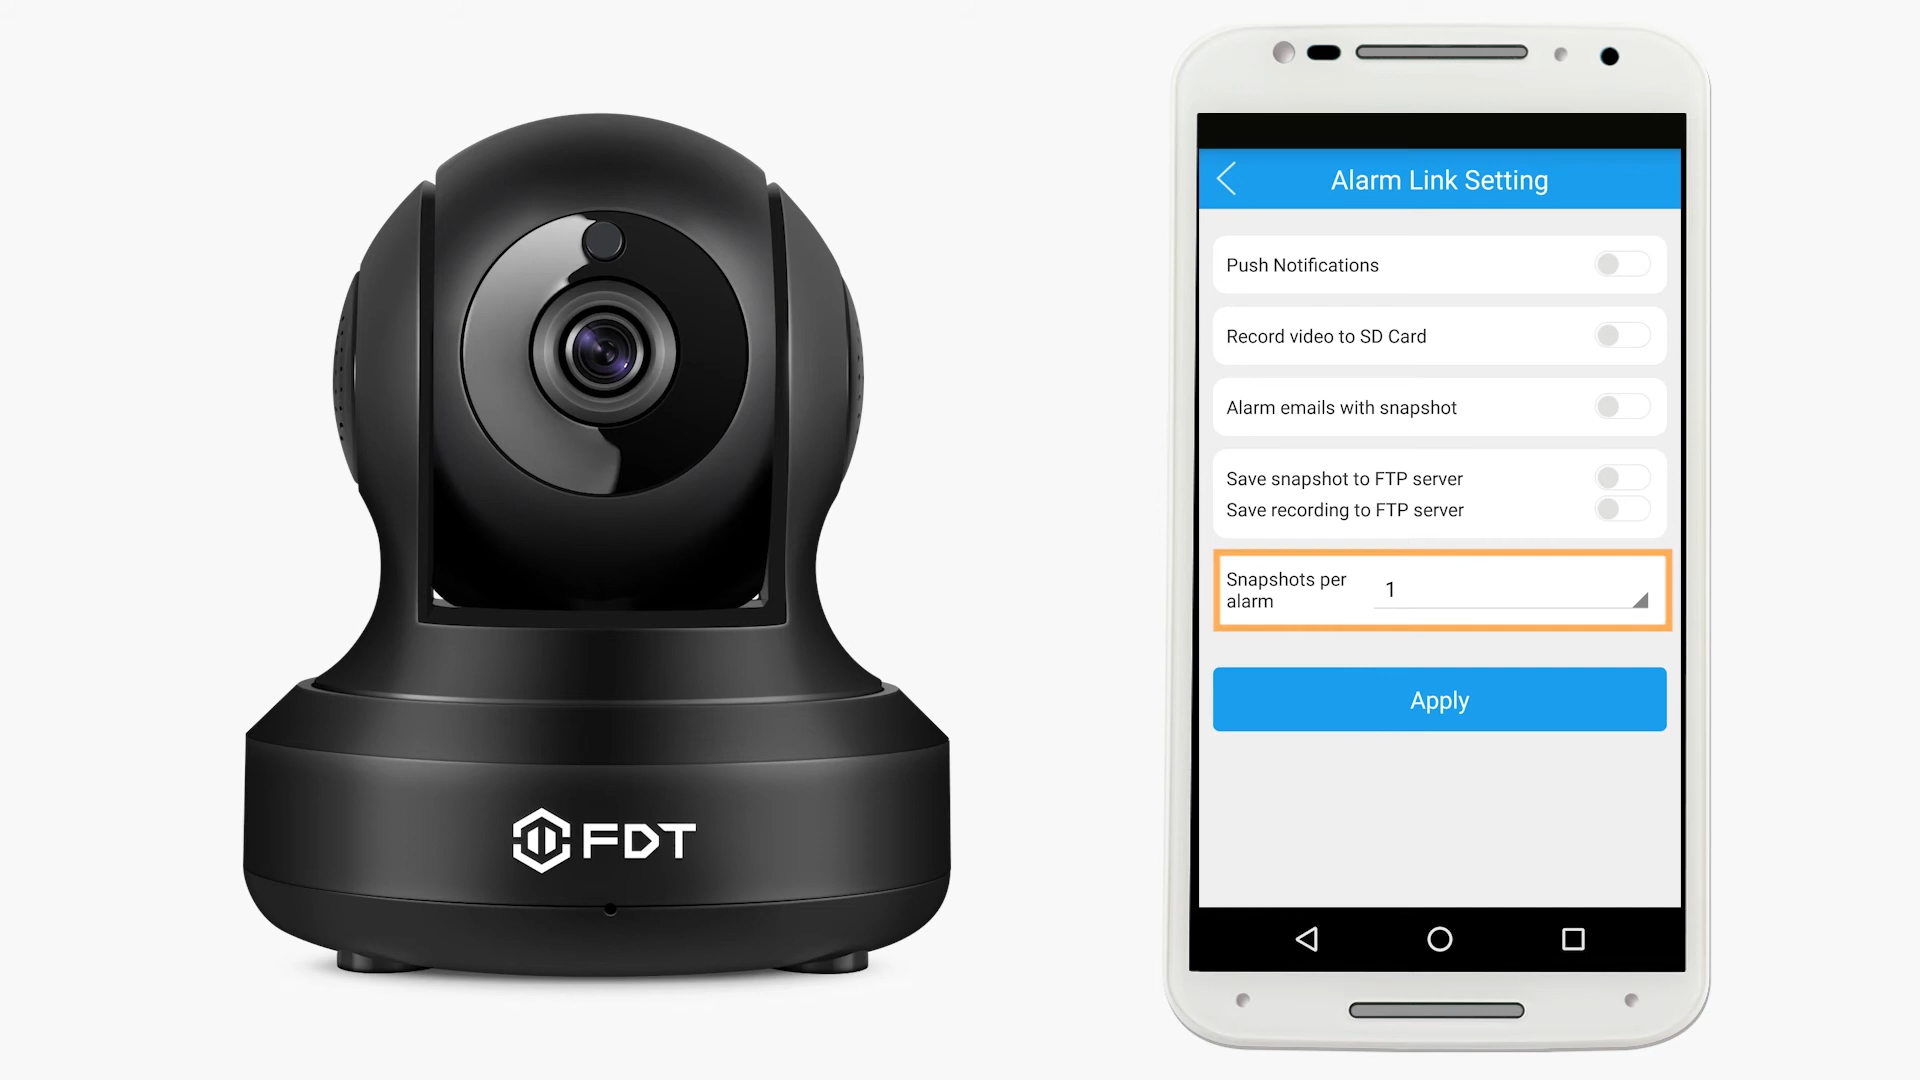 FDT
Alarm Link Setting
Push Notifications
Record video to SD Card
Alarm emails with snapshot
Save snapshot to FTP server
Save recording to FTP server
Snapshots per
alarm
1
Apply